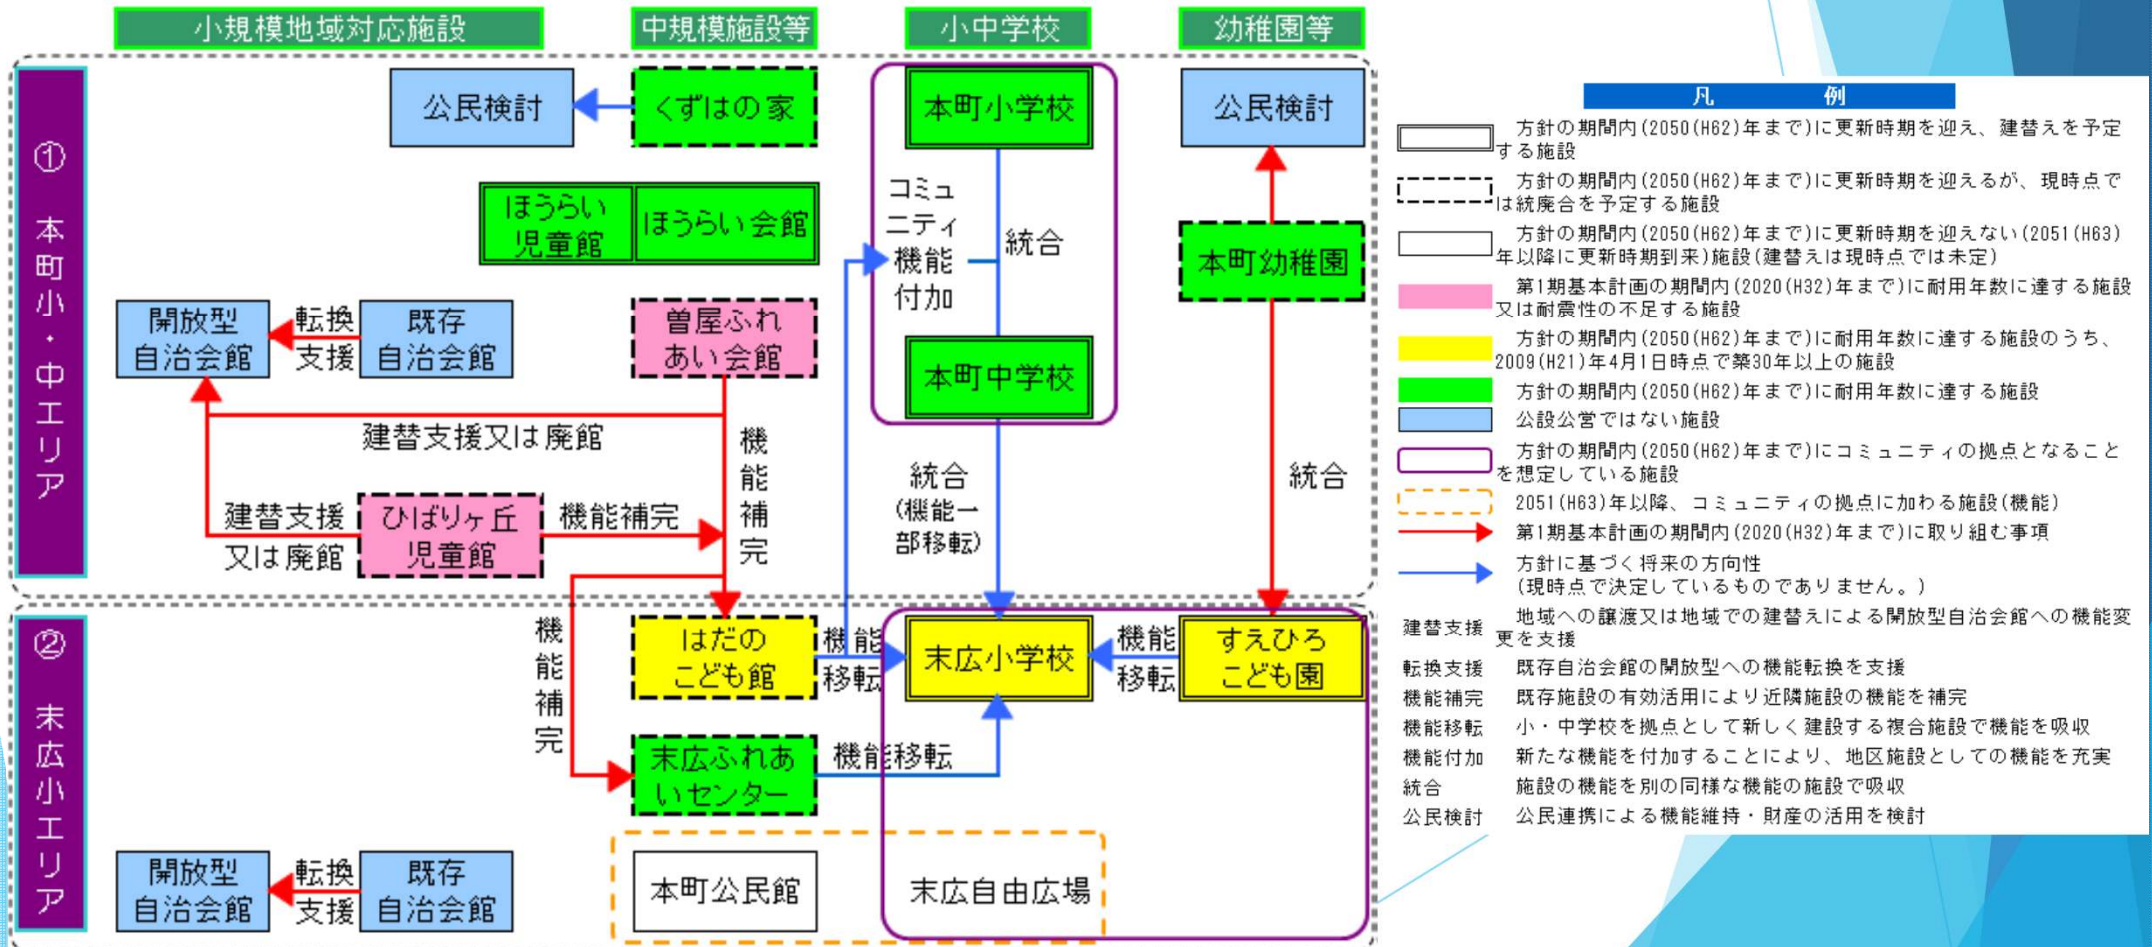 小規模地域対応施設
中規模施設等
小中学校
幼稚園等
① 本町小・中エリア
公民検討
くずはの家
本町小学校
公民検討
ほうらい
児童館
ほうらい会館
コミュ
ニティ
機能
付加
統合
本町幼稚園
開放型
自治会館
転換
支援
既存
自治会館
曽屋ふれ
あい会館
本町中学校
建替支援又は廃館
機能補完
統合
(機能一
部移転)
統合
建替支援
又は廃館
ひばりヶ丘
児童館
機能補完
② 末広小エリア
機能補完
はだの
こども館
機能
移転
末広小学校
機能
移転
すえひろ
こども園
末広ふれあ
いセンター
機能移転
開放型
自治会館
転換
支援
既存
自治会館
本町公民館
末広自由広場
凡 例
方針の期間内(2050(H62)年まで)に更新時期を迎え、建替えを予定
する施設
方針の期間内(2050(H62)年まで)に更新時期を迎えるが、現時点で
は統廃合を予定する施設
方針の期間内(2050(H62)年まで)に更新時期を迎えない(2051(H63)
年以降に更新時期到来)施設(建替えは現時点では未定)
第1期基本計画の期間内(2020(H32)年まで)に耐用年数に達する施設
又は耐震性の不足する施設
方針の期間内(2050(H62)年まで)に耐用年数に達する施設のうち、
2009(H21)年4月1日時点で築30年以上の施設
方針の期間内(2050(H62)年まで)に耐用年数に達する施設
公設公営ではない施設
方針の期間内(2050(H62)年まで)にコミュニティの拠点となること
を想定している施設
2051(H63)年以降、コミュニティの拠点に加わる施設(機能)
第1期基本計画の期間内(2020(H32)年まで)に取り組む事項
方針に基づく将来の方向性
(現時点で決定しているものでありません。)
建替支援 地域への譲渡又は地域での建替えによる開放型自治会館への機能変
更を支援
転換支援 既存自治会館の開放型への機能転換を支援
機能補完 既存施設の有効活用により近隣施設の機能を補完
機能移転 小・中学校を拠点として新しく建設する複合施設で機能を吸収
機能付加 新たな機能を付加することにより、地区施設としての機能を充実
統合 施設の機能を別の同様な機能の施設で吸収
公民検討 公民連携による機能維持・財産の活用を検討